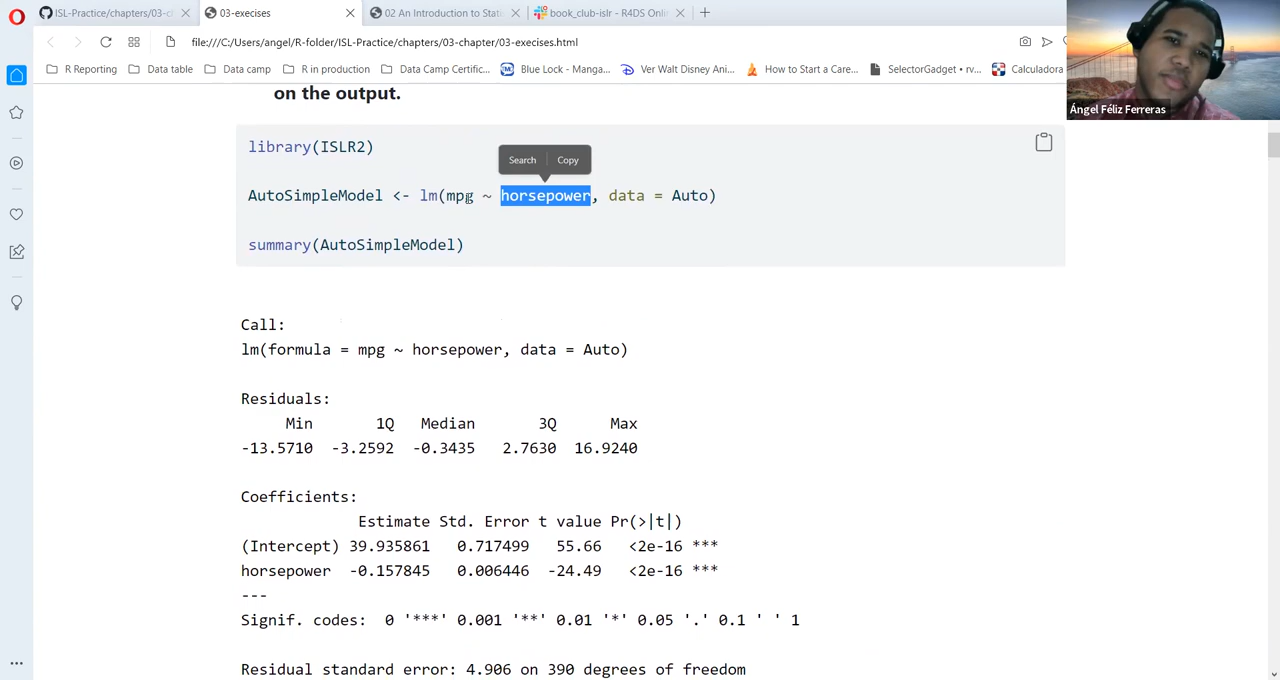 ISLR-Practice/chapters/03-cl
03-execises
02 An Introduction to Stati
book_club-islr - R4DS Onlin
file:///C:/Users/angel/R-folder/ISL-Practice/chapters/03-chapter/03-execises.html
R Reporting
Data table
Data camp
R in production
Data Camp Certific...
Blue Lock - Manga...
Ver Walt Disney Ani...
How to Start a Care...
SelectorGadget • rv...
Calculadora
Ángel Féliz Ferreras
on the output.
library(ISLR2)
Search Copy
AutoSimpleModel <- lm(mpg ~ horsepower, data = Auto)
summary(AutoSimpleModel)
Call:
lm(formula = mpg ~ horsepower, data = Auto)
Residuals:
Min 1Q Median 3Q Max
-13.5710 -3.2592 -0.3435 2.7630 16.9240
Coefficients:
Estimate Std. Error t value Pr(>|t|)
(Intercept) 39.935861 0.717499 55.66 <2e-16 ***
horsepower -0.157845 0.006446 -24.49 <2e-16 ***
---
Signif. codes: 0 '***' 0.001 '**' 0.01 '*' 0.05 '.' 0.1 ' ' 1
Residual standard error: 4.906 on 390 degrees of freedom